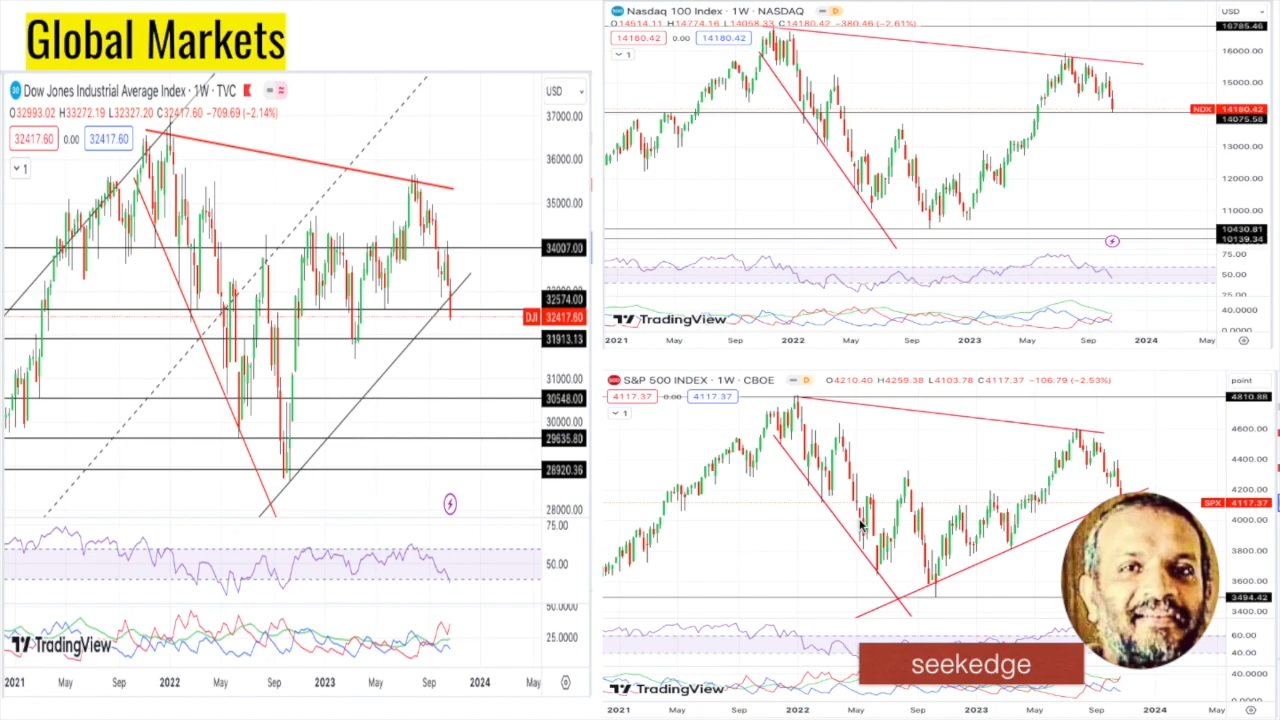 Global Markets
Dow Jones Industrial Average Index · 1W · TVC
USD
O32993.02 H33272.19 L32327.20 C32417.60 −709.69 (−2.14%)
32417.60 0.00 32417.60
1
37000.00
36000.00
35000.00
34007.00
32574.00
DJI 32417.60
31913.13
31000.00
30548.00
30000.00
29635.80
28920.36
28000.00
75.00
50.00
50.0000
25.0000
TradingView
2021 May Sep 2022 May Sep 2023 May Sep 2024 May
Nasdaq 100 Index · 1W · NASDAQ
D
USD
O14514.11 H14774.16 L14058.33 C14180.42 −380.46 (−2.61%)
14180.42 0.00 14180.42
1
16785.46
16000.00
15000.00
NDX 14180.42
14075.58
13000.00
12000.00
11000.00
10430.81
10139.34
75.00
50.00
25.00
40.0000
0.0000
TradingView
2021 May Sep 2022 May Sep 2023 May Sep 2024 May
S&P 500 INDEX · 1W · CBOE
D
O4210.40 H4259.38 L4103.78 C4117.37 −106.79 (−2.53%)
point
4117.37 0.00 4117.37
1
4810.88
4600.00
4400.00
4200.00
SPX 4117.37
4000.00
3800.00
3600.00
3494.42
3400.00
60.00
40.00
40.0000
0.0000
seekedge
TradingView
2021 May Sep 2022 May Sep 2023 May Sep 2024 May